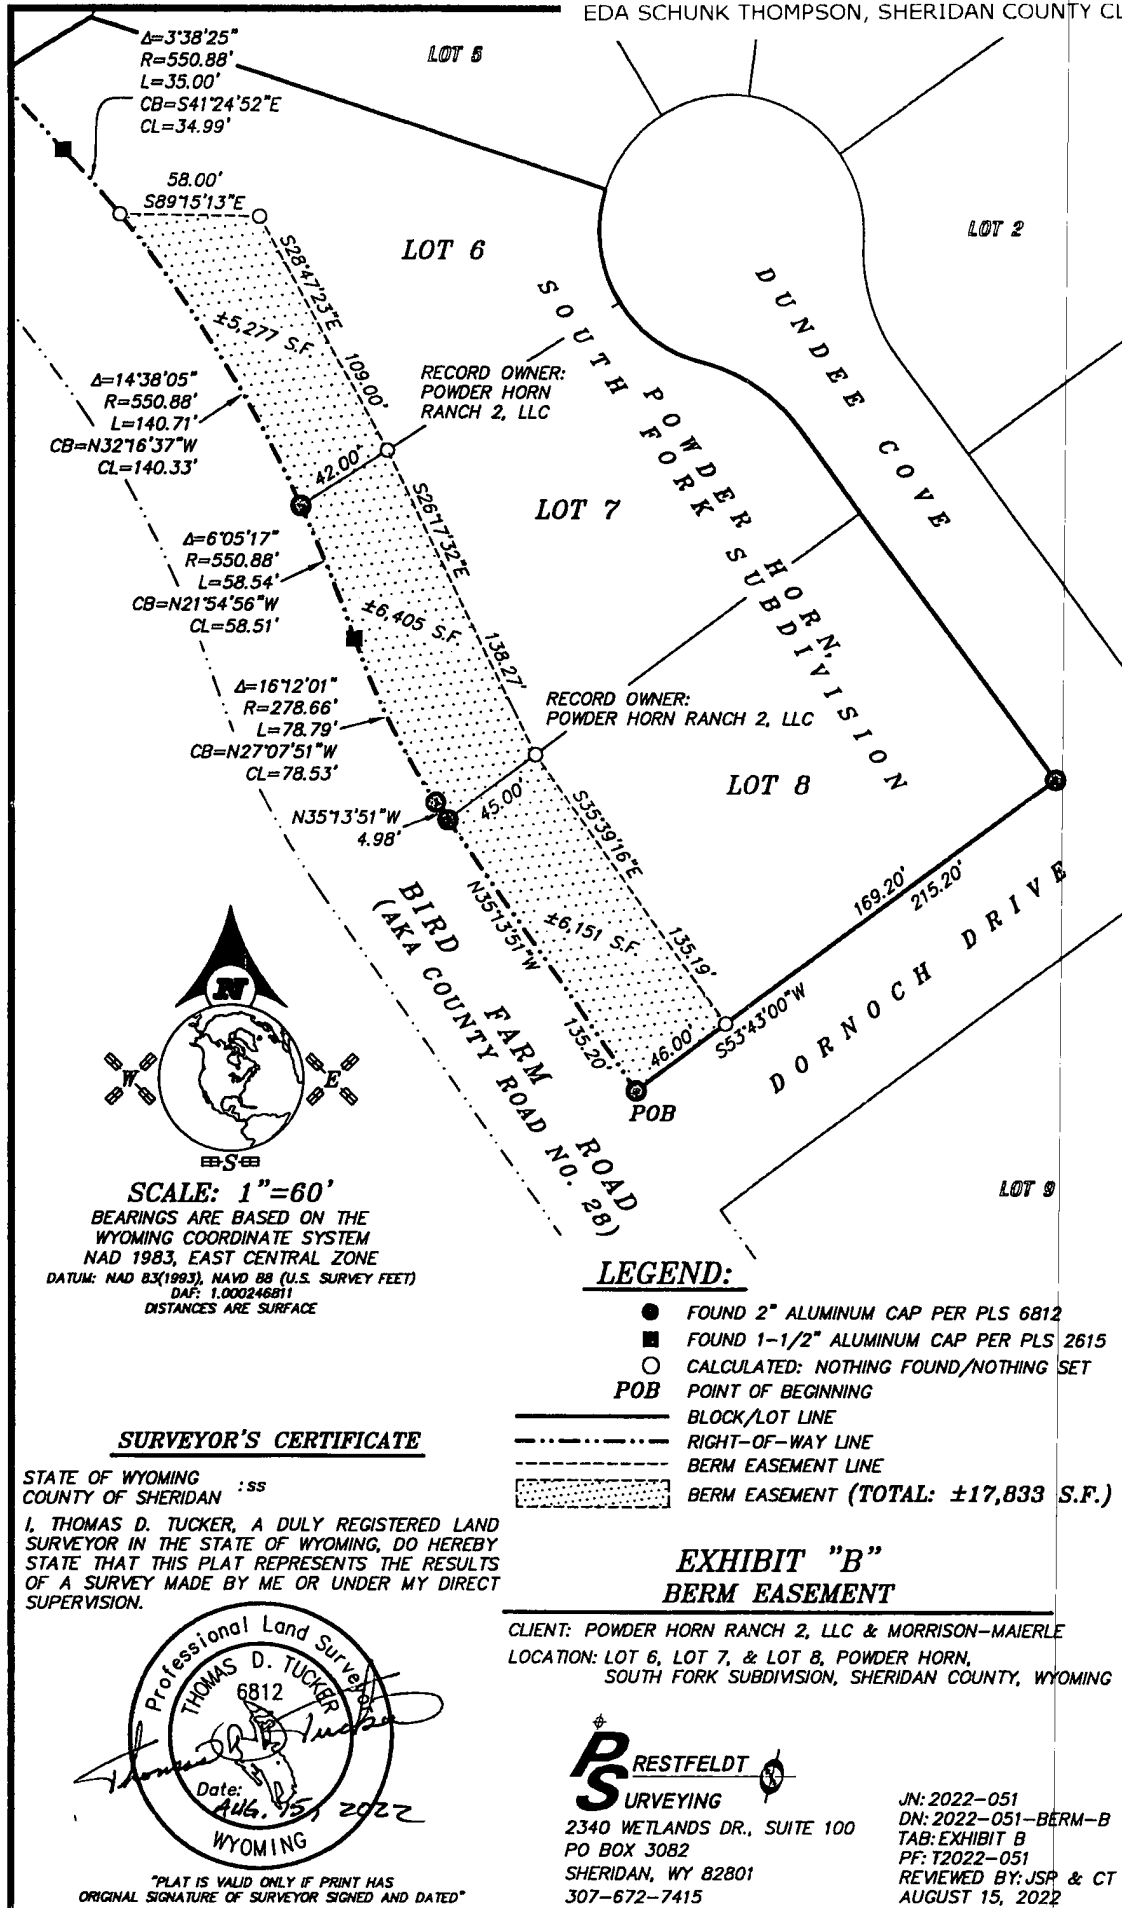 EDA SCHUNK THOMPSON, SHERIDAN COUNTY CL
Δ=3°38'25"
R=550.88'
L=35.00'
CB=S41°24'52"E
CL=34.99'
LOT 5
58.00'
S89°15'13"E
LOT 6
LOT 2
S28°47'23"E
109.00'
±5,277 S.F.
SOUTH FORK SUBDIVISION
POWDER HORN,
DUNDEE COVE
RECORD OWNER:
POWDER HORN
RANCH 2, LLC
Δ=14°38'05"
R=550.88'
L=140.71'
CB=N32°16'37"W
CL=140.33'
42.00'
S26°17'32"E
138.27'
LOT 7
Δ=6°05'17"
R=550.88'
L=58.54'
CB=N21°54'56"W
CL=58.51'
±6,405 S.F.
Δ=16°12'01"
R=278.66'
L=78.79'
CB=N27°07'51"W
CL=78.53'
RECORD OWNER:
POWDER HORN RANCH 2, LLC
LOT 8
N35°13'51"W
4.98'
45.00'
S35°39'16"E
135.19'
±6,151 S.F.
N35°13'51"W
135.20'
169.20'
215.20'
46.00'
S53°43'00"W
POB
DORNOCH DRIVE
BIRD FARM ROAD
(AKA COUNTY ROAD NO. 28)
LOT 9
N
W
E
S
SCALE: 1"=60'
BEARINGS ARE BASED ON THE
WYOMING COORDINATE SYSTEM
NAD 1983, EAST CENTRAL ZONE
DATUM: NAD 83(1993), NAVD 88 (U.S. SURVEY FEET)
DAF: 1.000246811
DISTANCES ARE SURFACE
LEGEND:
FOUND 2" ALUMINUM CAP PER PLS 6812
FOUND 1-1/2" ALUMINUM CAP PER PLS 2615
CALCULATED: NOTHING FOUND/NOTHING SET
POB POINT OF BEGINNING
BLOCK/LOT LINE
RIGHT-OF-WAY LINE
BERM EASEMENT LINE
BERM EASEMENT (TOTAL: ±17,833 S.F.)
SURVEYOR'S CERTIFICATE
STATE OF WYOMING :ss
COUNTY OF SHERIDAN
I, THOMAS D. TUCKER, A DULY REGISTERED LAND
SURVEYOR IN THE STATE OF WYOMING, DO HEREBY
STATE THAT THIS PLAT REPRESENTS THE RESULTS
OF A SURVEY MADE BY ME OR UNDER MY DIRECT
SUPERVISION.
Professional Land Surveyor
THOMAS D. TUCKER
6812
Thomas D. Tucker
Date: AUG. 15, 2022
WYOMING
"PLAT IS VALID ONLY IF PRINT HAS
ORIGINAL SIGNATURE OF SURVEYOR SIGNED AND DATED"
EXHIBIT "B"
BERM EASEMENT
CLIENT: POWDER HORN RANCH 2, LLC & MORRISON-MAIERLE
LOCATION: LOT 6, LOT 7, & LOT 8, POWDER HORN,
SOUTH FORK SUBDIVISION, SHERIDAN COUNTY, WYOMING
PRESTFELDT
SURVEYING
2340 WETLANDS DR., SUITE 100
PO BOX 3082
SHERIDAN, WY 82801
307-672-7415
JN: 2022-051
DN: 2022-051-BERM-B
TAB: EXHIBIT B
PF: T2022-051
REVIEWED BY: JSP & CT
AUGUST 15, 2022